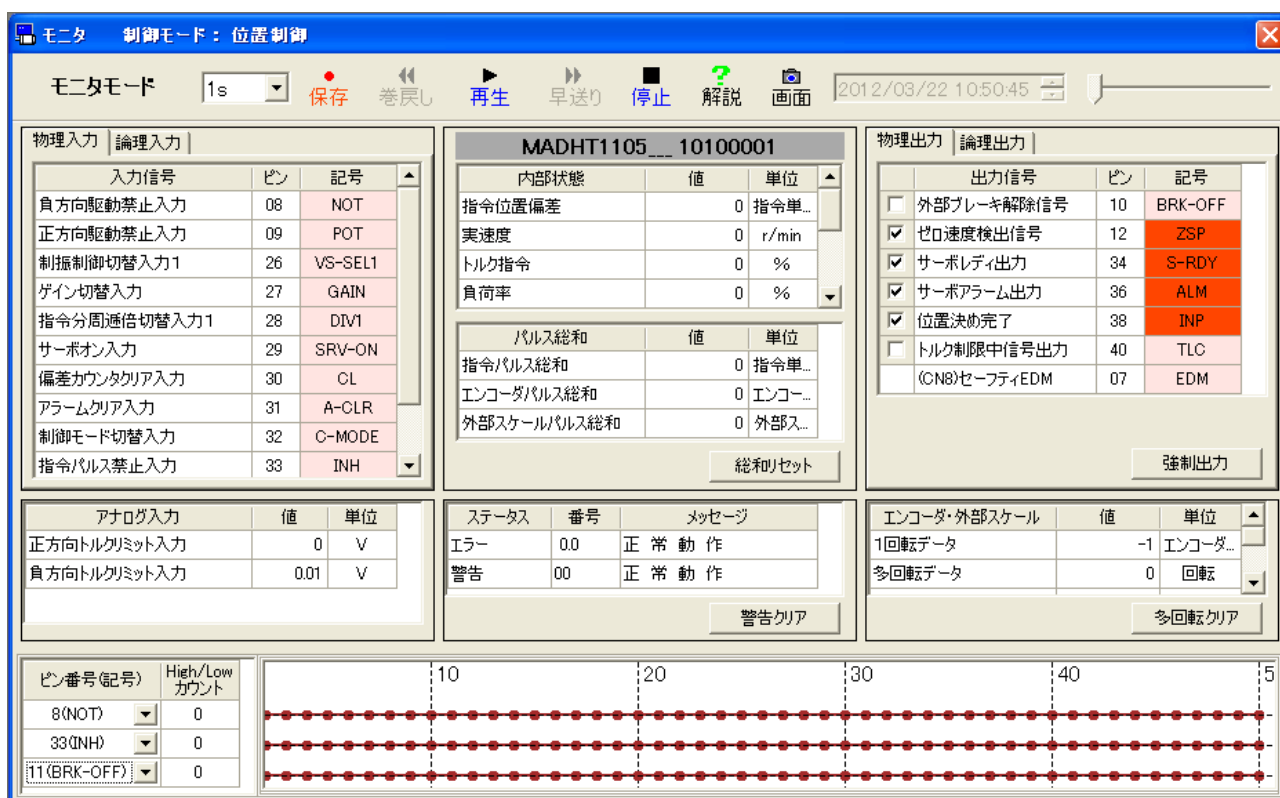 モニタ 制御モード： 位置制御
モニタモード 1s 保存 巻戻し 再生 早送り 停止 解説 画面 2012/03/22 10:50:45
物理入力 論理入力
入力信号 ピン 記号
負方向駆動禁止入力 08 NOT
正方向駆動禁止入力 09 POT
制振制御切替入力1 26 VS-SEL1
ゲイン切替入力 27 GAIN
指令分周逓倍切替入力1 28 DIV1
サーボオン入力 29 SRV-ON
偏差カウンタクリア入力 30 CL
アラームクリア入力 31 A-CLR
制御モード切替入力 32 C-MODE
指令パルス禁止入力 33 INH
MADHT1105___ 10100001
内部状態 値 単位
指令位置偏差 0 指令単...
実速度 0 r/min
トルク指令 0 %
負荷率 0 %
パルス総和 値 単位
指令パルス総和 0 指令単...
エンコーダパルス総和 0 エンコー...
外部スケールパルス総和 0 外部ス...
総和リセット
物理出力 論理出力
出力信号 ピン 記号
外部ブレーキ解除信号 10 BRK-OFF
ゼロ速度検出信号 12 ZSP
サーボレディ出力 34 S-RDY
サーボアラーム出力 36 ALM
位置決め完了 38 INP
トルク制限中信号出力 40 TLC
(CN8)セーフティEDM 07 EDM
強制出力
アナログ入力 値 単位
正方向トルクリミット入力 0 V
負方向トルクリミット入力 0.01 V
ステータス 番号 メッセージ
エラー 0.0 正 常 動 作
警告 00 正 常 動 作
警告クリア
エンコーダ・外部スケール 値 単位
1回転データ -1 エンコーダ...
多回転データ 0 回転
多回転クリア
ピン番号(記号) High/Low
カウント
10 20 30 40 5
8(NOT) 0
33(INH) 0
11(BRK-OFF) 0